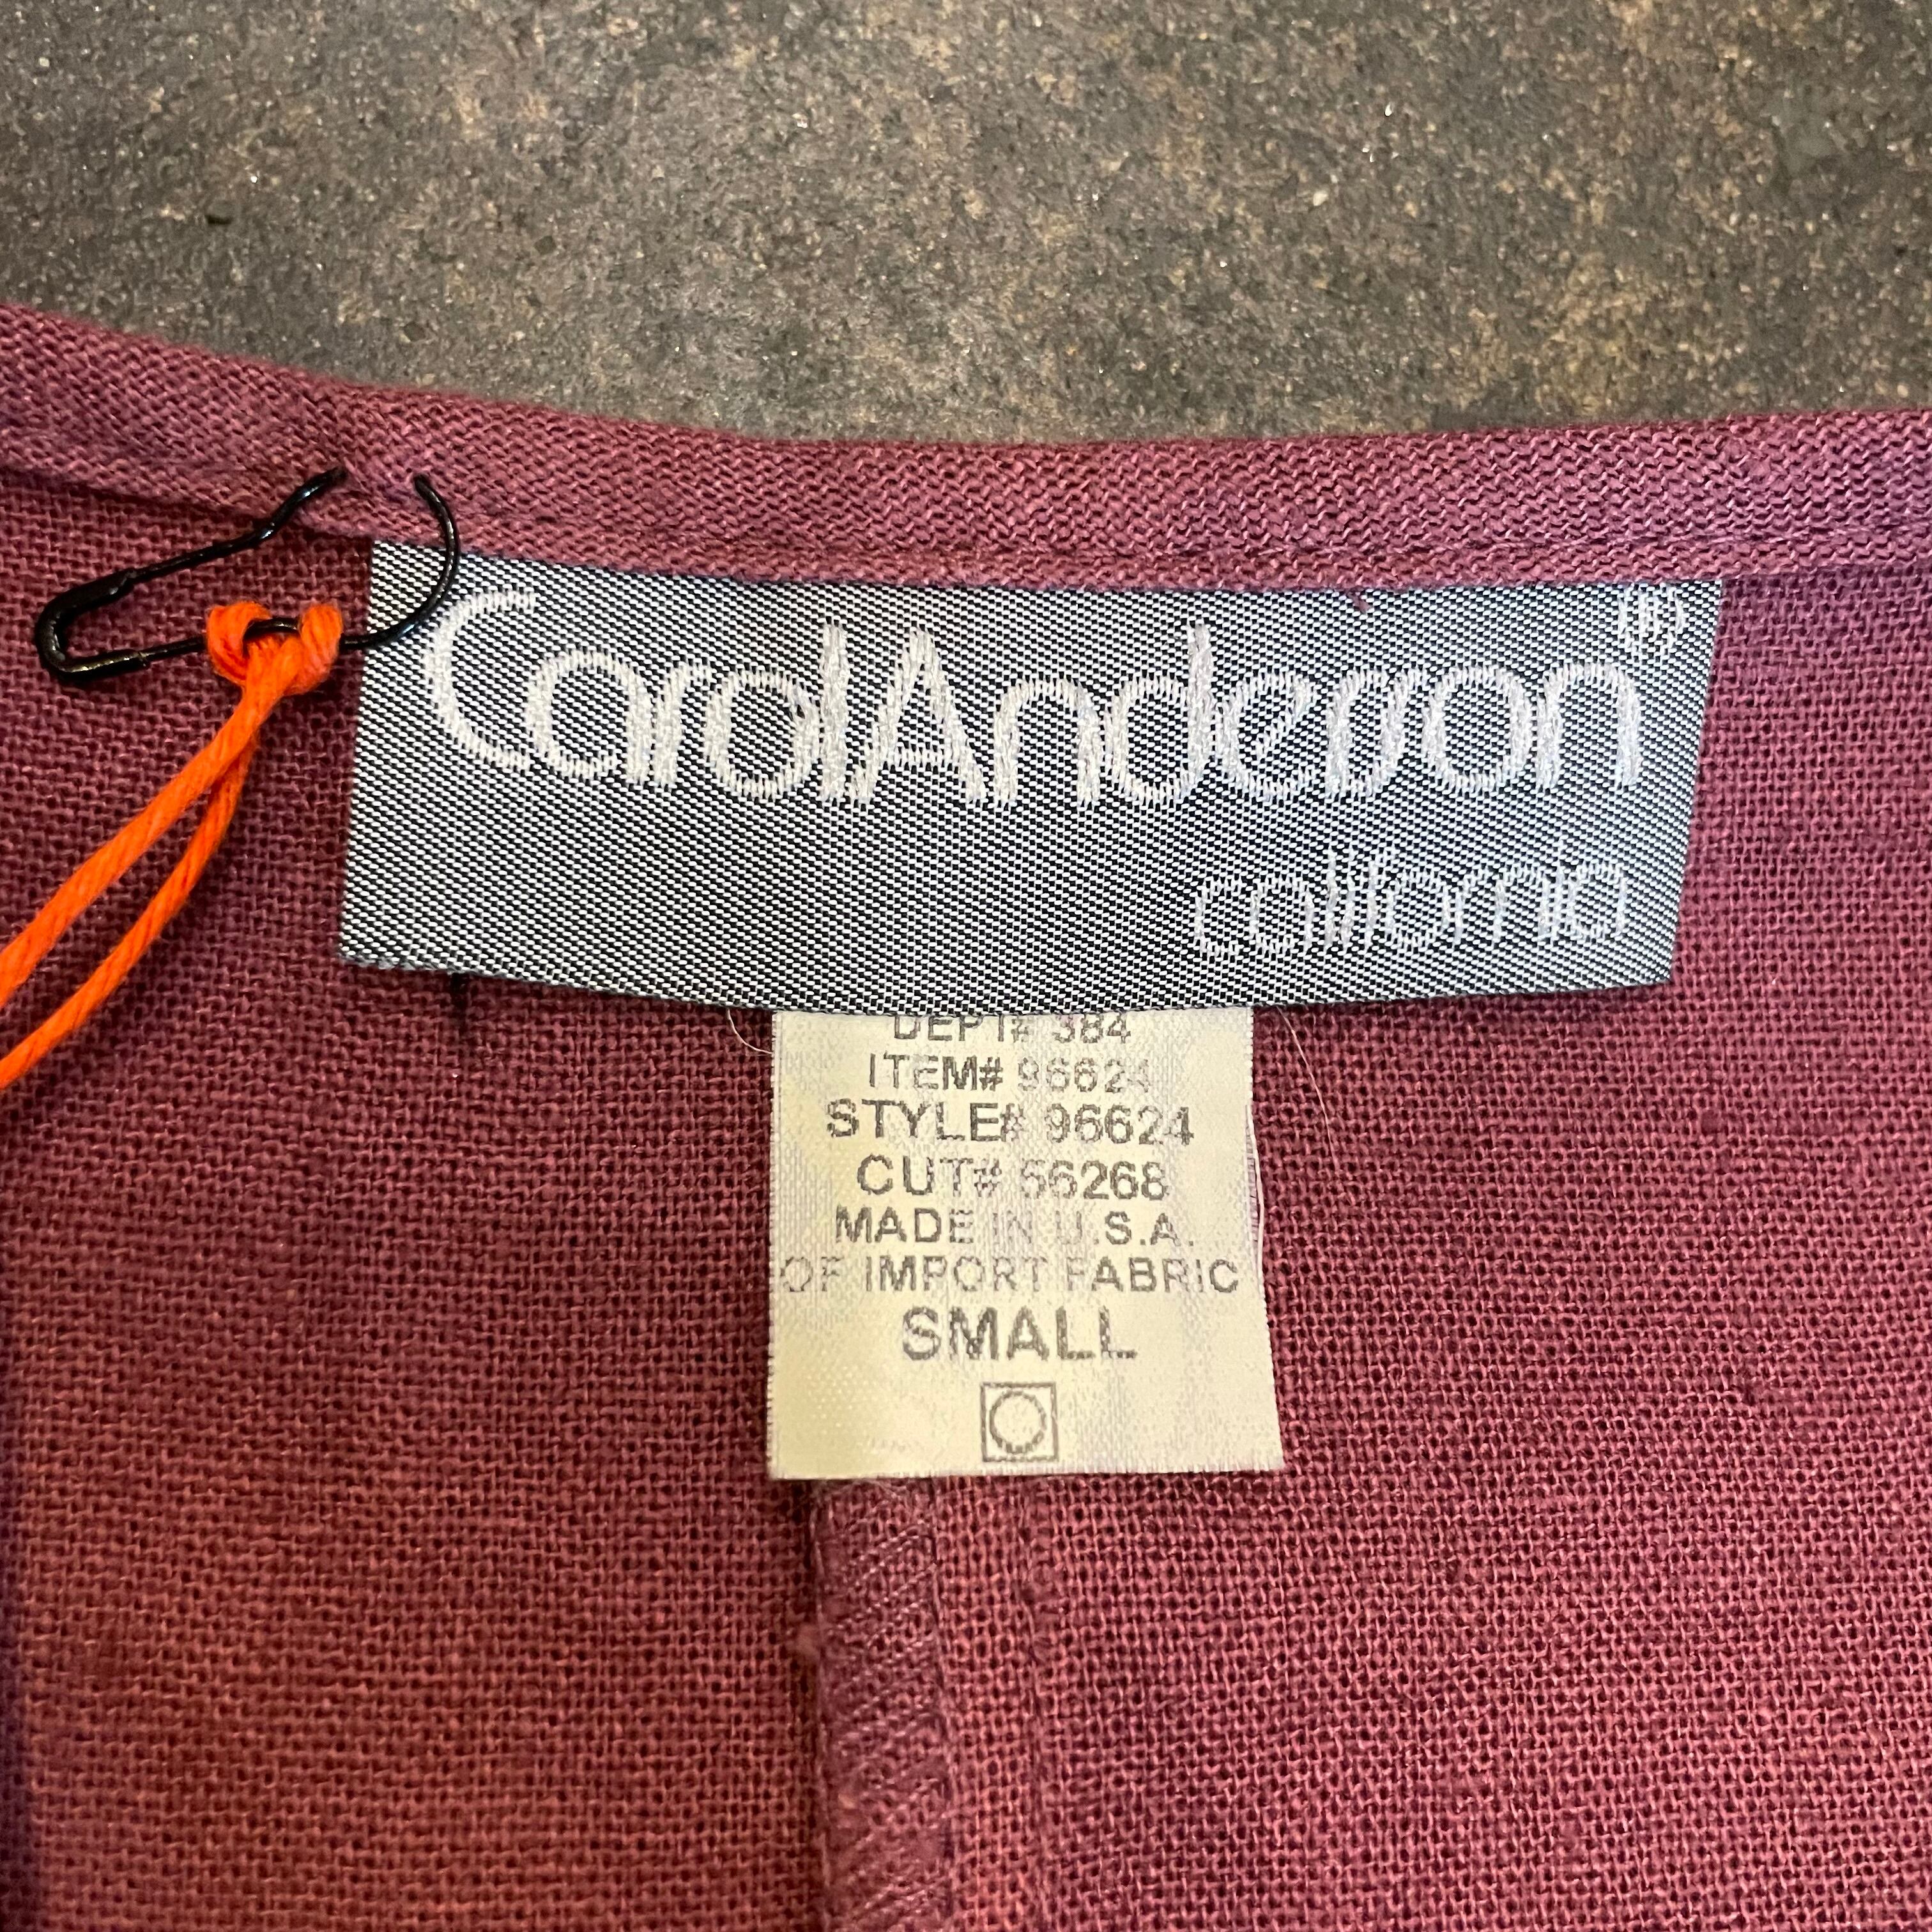 CarolAnderson®
california
DEPT# 384
ITEM# 96624
STYLE# 96624
CUT# 56268
MADE IN U.S.A.
OF IMPORT FABRIC
SMALL